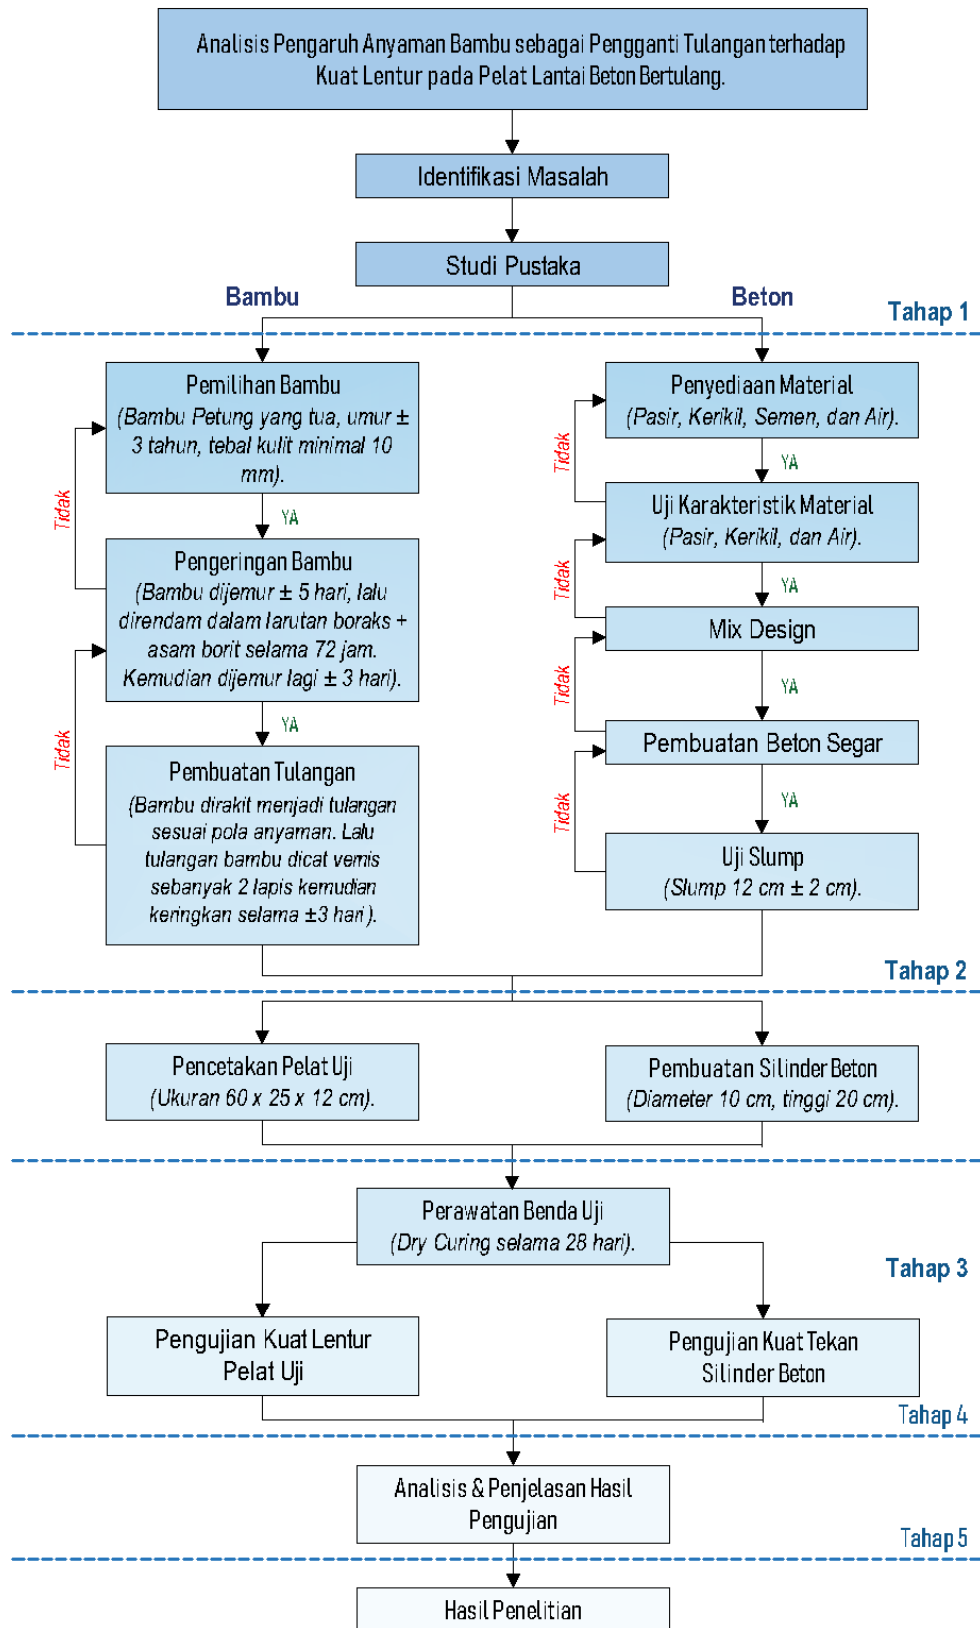 Analisis Pengaruh Anyaman Bambu sebagai Pengganti Tulangan terhadap
Kuat Lentur pada Pelat Lantai Beton Bertulang.
Identifikasi Masalah
Studi Pustaka
Bambu
Beton
Tahap 1
Pemilihan Bambu
(Bambu Petung yang tua, umur ±
3 tahun, tebal kulit minimal 10
mm).
Tidak
YA
Pengeringan Bambu
(Bambu dijemur ± 5 hari, lalu
direndam dalam larutan boraks +
asam borit selama 72 jam.
Kemudian dijemur lagi ± 3 hari).
Tidak
YA
Pembuatan Tulangan
(Bambu dirakit menjadi tulangan
sesuai pola anyaman. Lalu
tulangan bambu dicat vernis
sebanyak 2 lapis kemudian
keringkan selama ±3 hari).
Penyediaan Material
(Pasir, Kerikil, Semen, dan Air).
Tidak
YA
Uji Karakteristik Material
(Pasir, Kerikil, dan Air).
Tidak
YA
Mix Design
Tidak
YA
Pembuatan Beton Segar
Tidak
YA
Uji Slump
(Slump 12 cm ± 2 cm).
Tahap 2
Pencetakan Pelat Uji
(Ukuran 60 x 25 x 12 cm).
Pembuatan Silinder Beton
(Diameter 10 cm, tinggi 20 cm).
Perawatan Benda Uji
(Dry Curing selama 28 hari).
Tahap 3
Pengujian Kuat Lentur
Pelat Uji
Pengujian Kuat Tekan
Silinder Beton
Tahap 4
Analisis & Penjelasan Hasil
Pengujian
Tahap 5
Hasil Penelitian